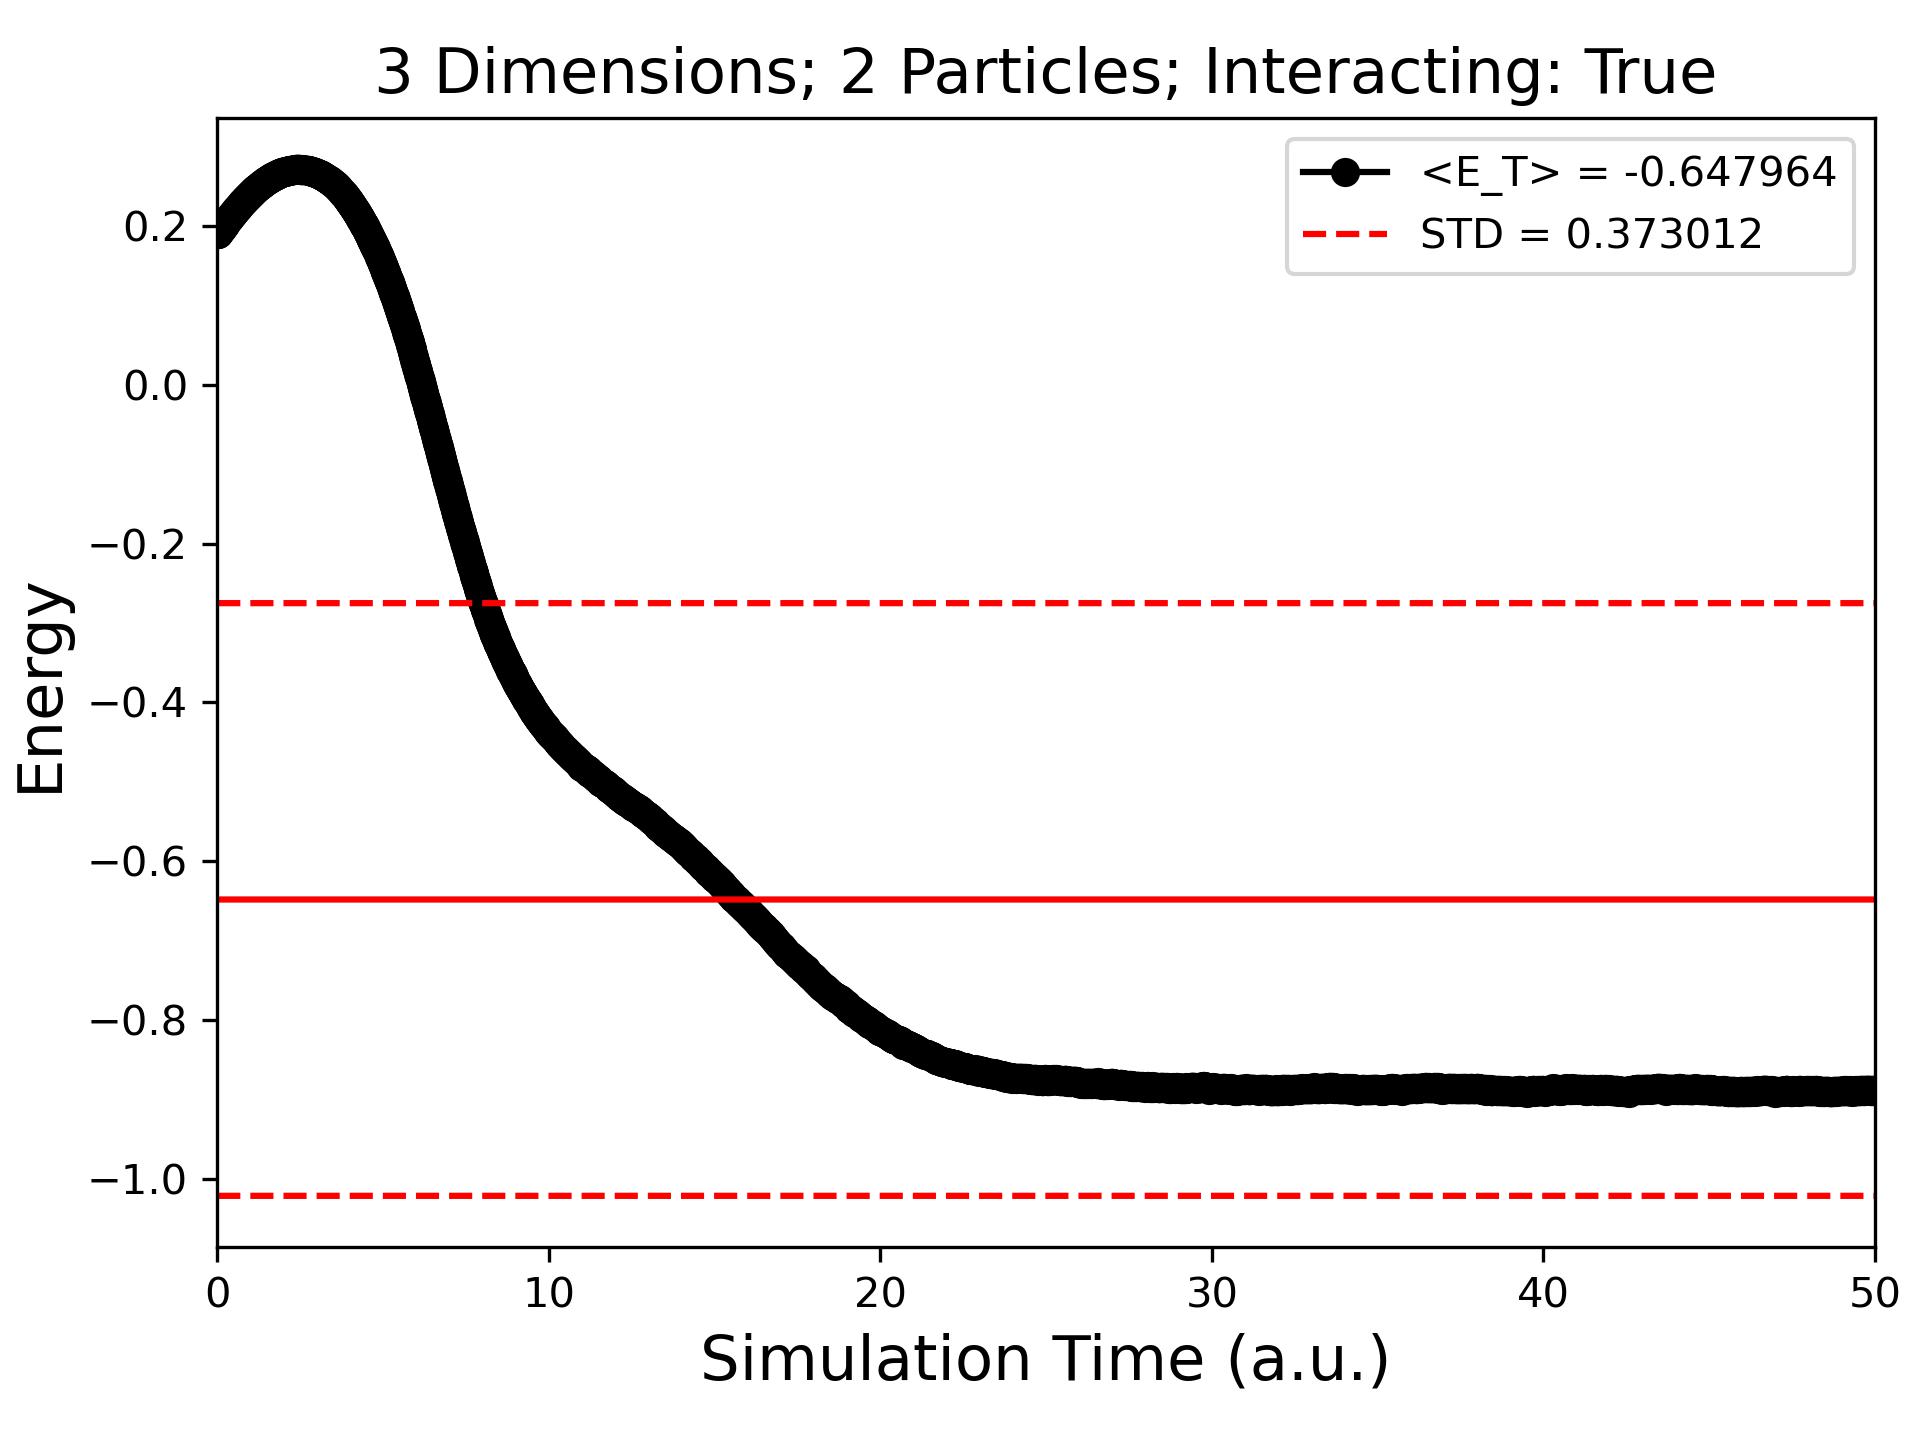 3 Dimensions; 2 Particles; Interacting: True
<E_T> = -0.647964
STD = 0.373012
Energy
0.2
0.0
−0.2
−0.4
−0.6
−0.8
−1.0
0 10 20 30 40 50
Simulation Time (a.u.)